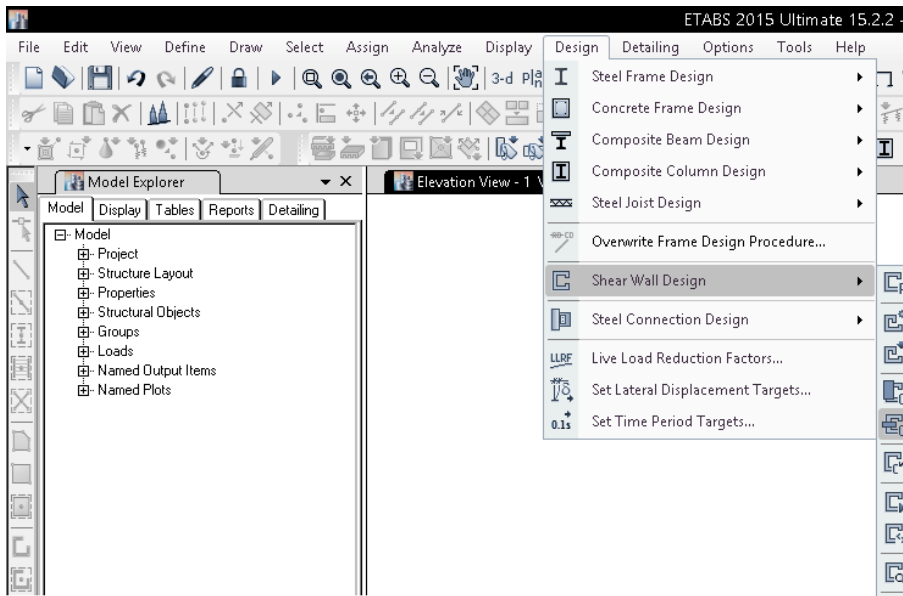 ETABS 2015 Ultimate 15.2.2 -
File Edit View Define Draw Select Assign Analyze Display Design Detailing Options Tools Help
3-d
Model Explorer
Elevation View - 1
Model Display Tables Reports Detailing
Model
Project
Structure Layout
Properties
Structural Objects
Groups
Loads
Named Output Items
Named Plots
Steel Frame Design
Concrete Frame Design
Composite Beam Design
Composite Column Design
Steel Joist Design
Overwrite Frame Design Procedure...
Shear Wall Design
Steel Connection Design
LLRF Live Load Reduction Factors...
Set Lateral Displacement Targets...
0.1s Set Time Period Targets...